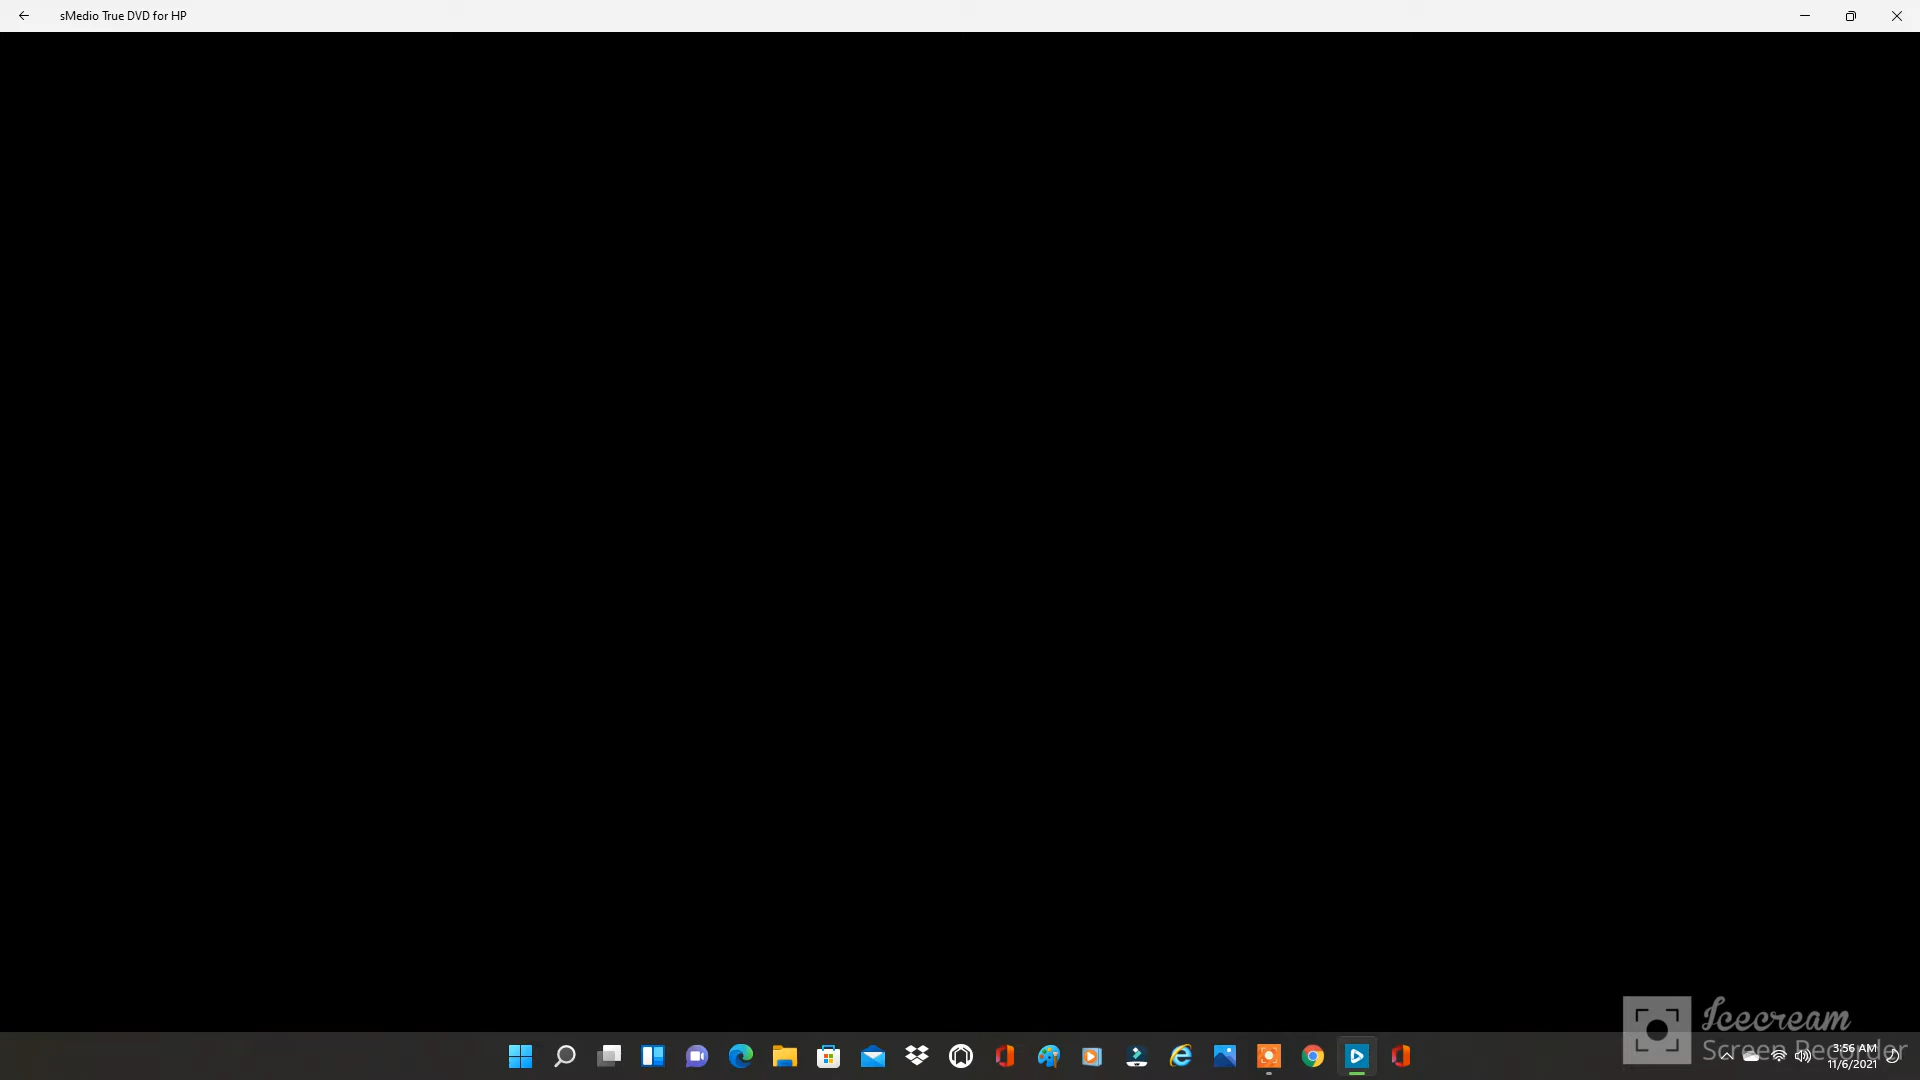 sMedio True DVD for HP
Icecream
Screen Recorder
3:56 AM
11/6/2021